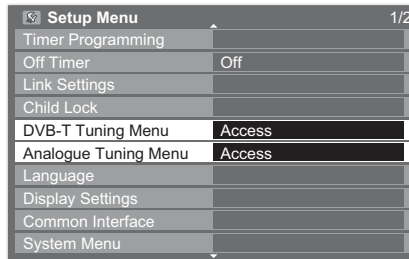 Setup Menu 1/2
Timer Programming
Off Timer Off
Link Settings
Child Lock
DVB-T Tuning Menu Access
Analogue Tuning Menu Access
Language
Display Settings
Common Interface
System Menu